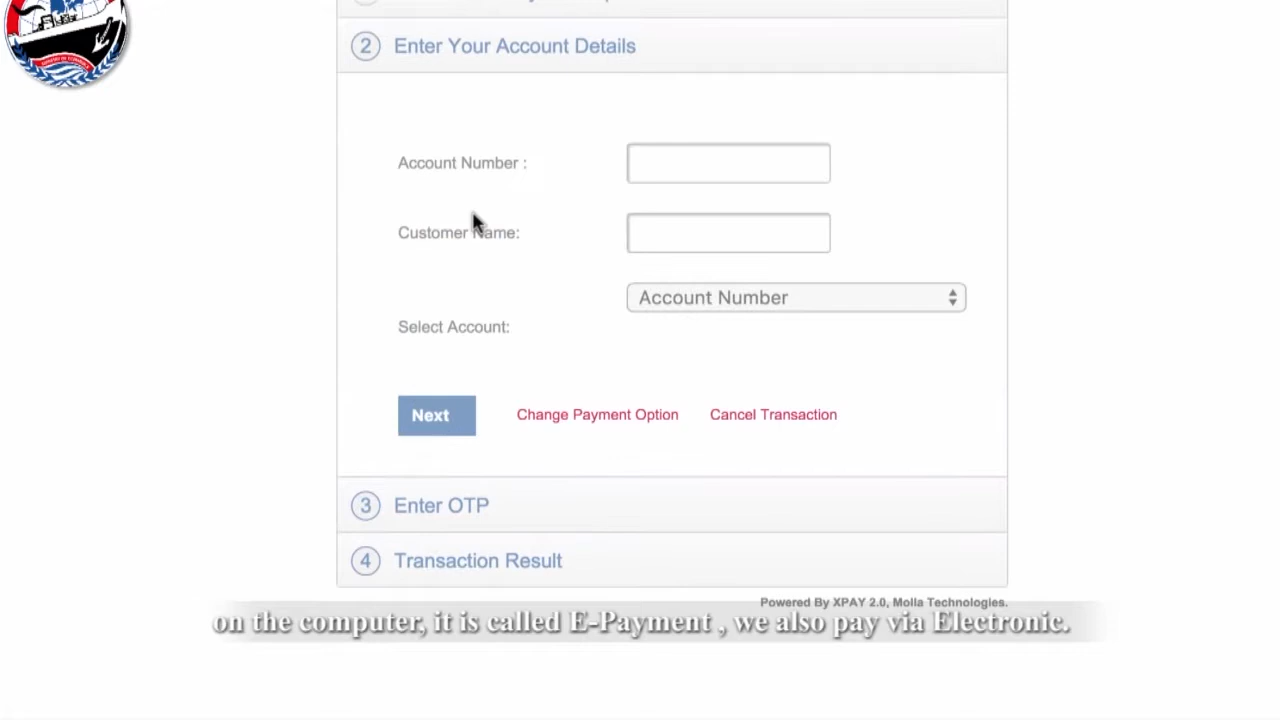 2 Enter Your Account Details
Account Number :
Customer Name:
Account Number
Select Account:
Next Change Payment Option Cancel Transaction
3 Enter OTP
4 Transaction Result
Powered By XPAY 2.0, Molla Technologies.
on the computer, it is called E-Payment , we also pay via Electronic.